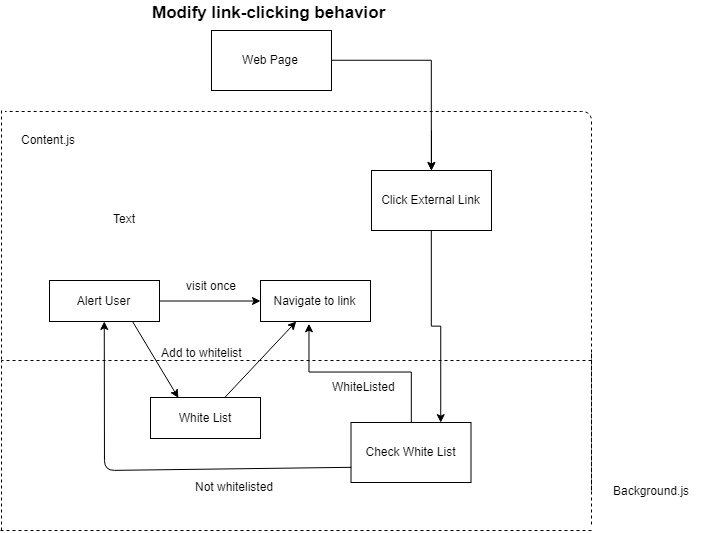 Modify link-clicking behavior
Web Page
Content.js
Click External Link
Text
visit once
Alert User
Navigate to link
Add to whitelist
WhiteListed
White List
Check White List
Not whitelisted
Background.js